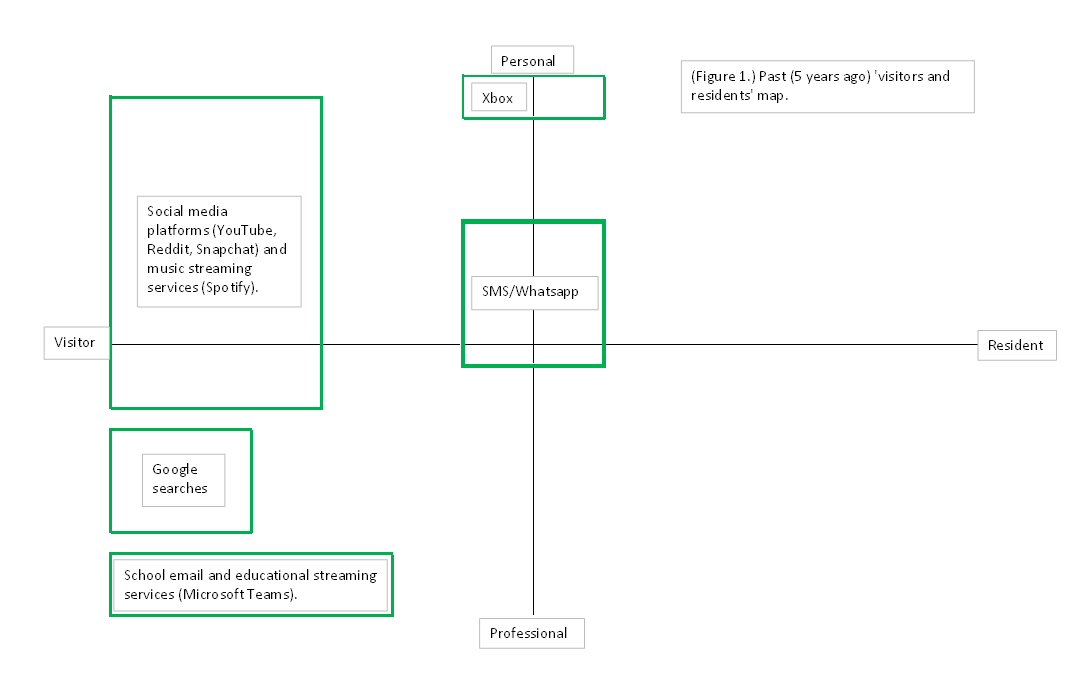 Personal
(Figure 1.) Past (5 years ago) 'visitors and
residents' map.
Xbox
Social media
platforms (YouTube,
Reddit, Snapchat) and
music streaming
services (Spotify).
SMS/Whatsapp
Visitor
Resident
Google
searches
School email and educational streaming
services (Microsoft Teams).
Professional